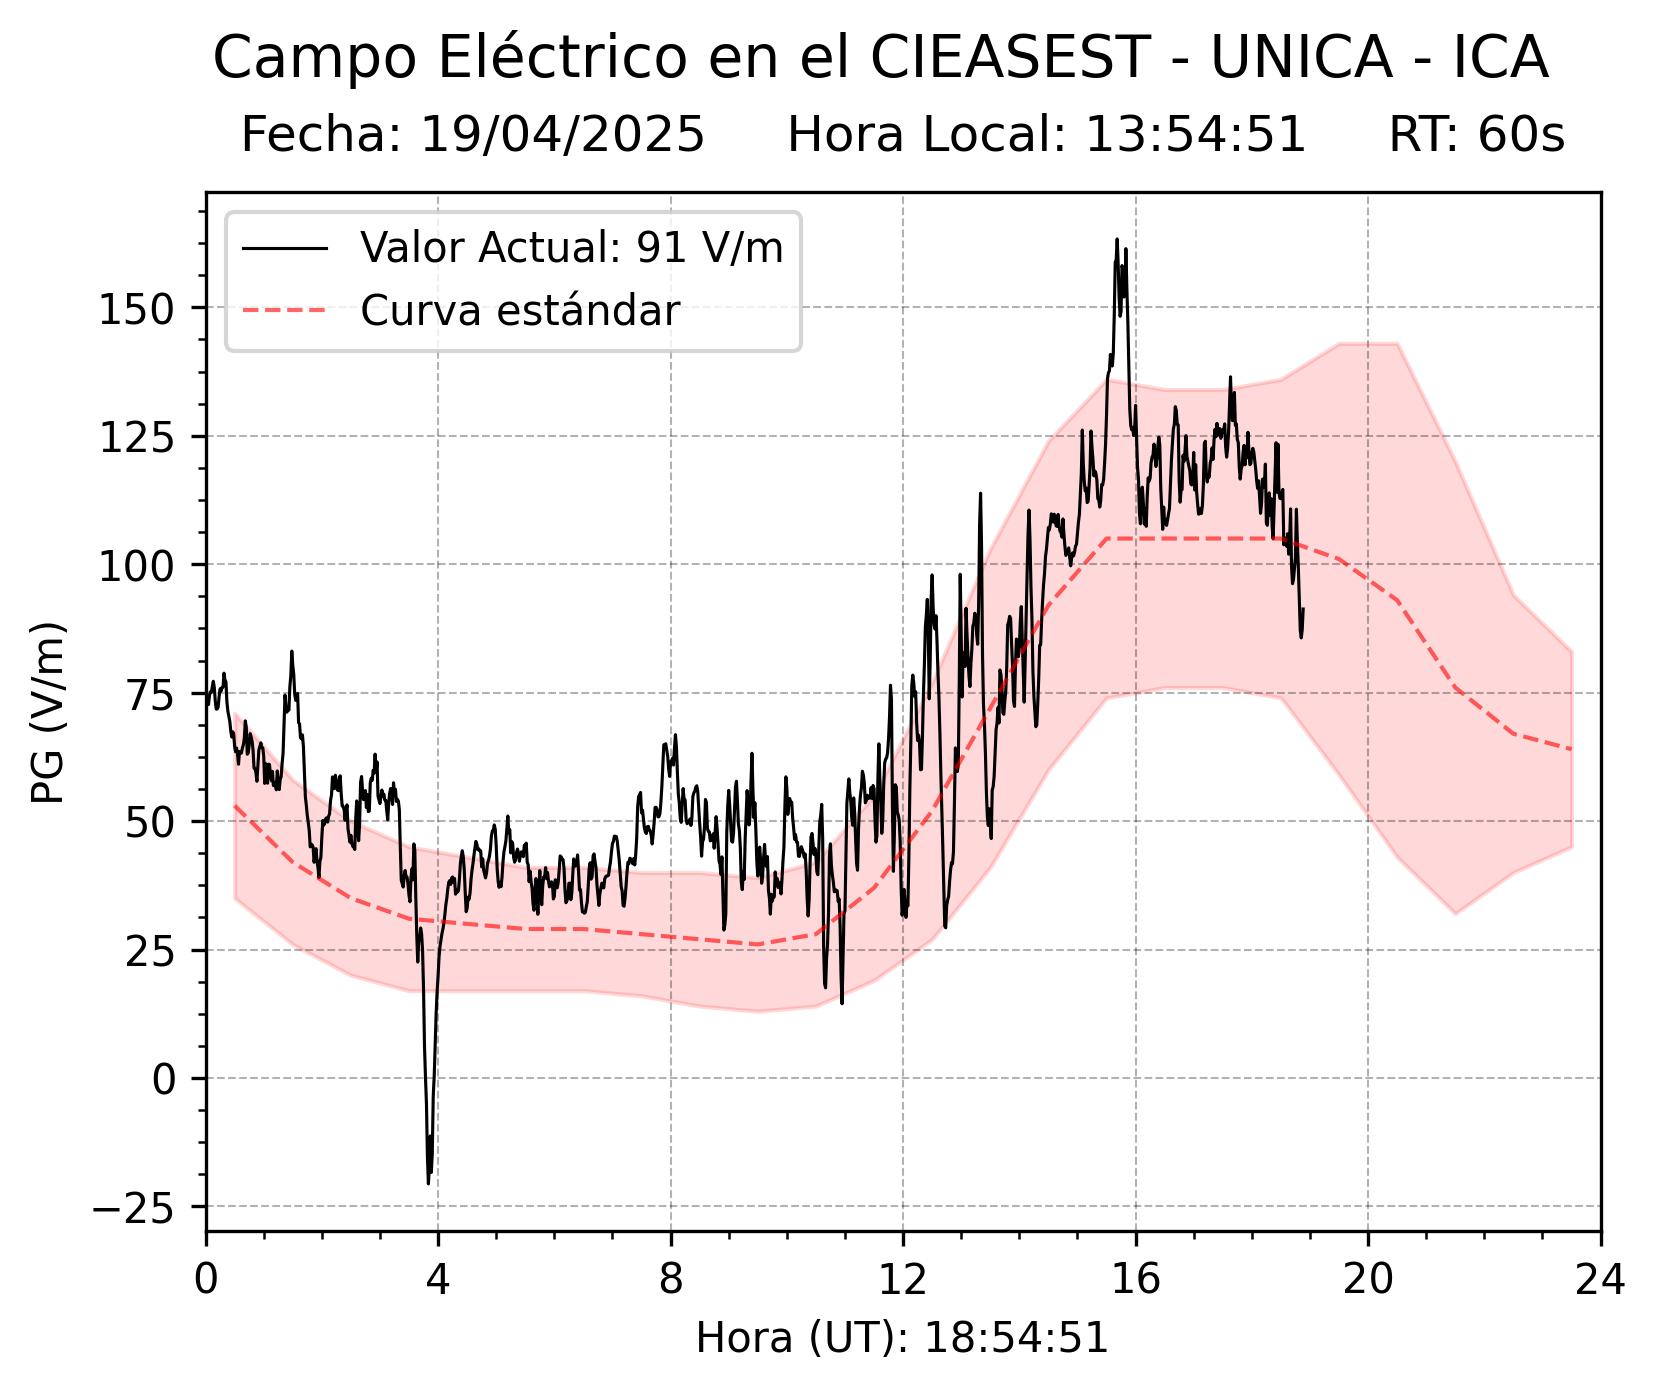 Campo Eléctrico en el CIEASEST - UNICA - ICA
Fecha: 19/04/2025 Hora Local: 13:54:51 RT: 60s
Valor Actual: 91 V/m
Curva estándar
PG (V/m)
150
125
100
75
50
25
0
−25
0 4 8 12 16 20 24
Hora (UT): 18:54:51